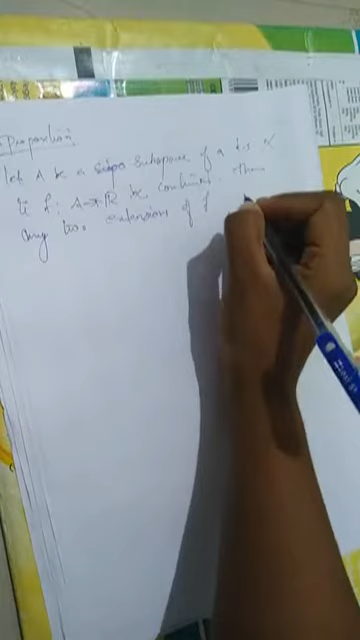 Proposition
let A be a subspace of a t.s X
& f: A→ℝ be continuous then
any two extension of f